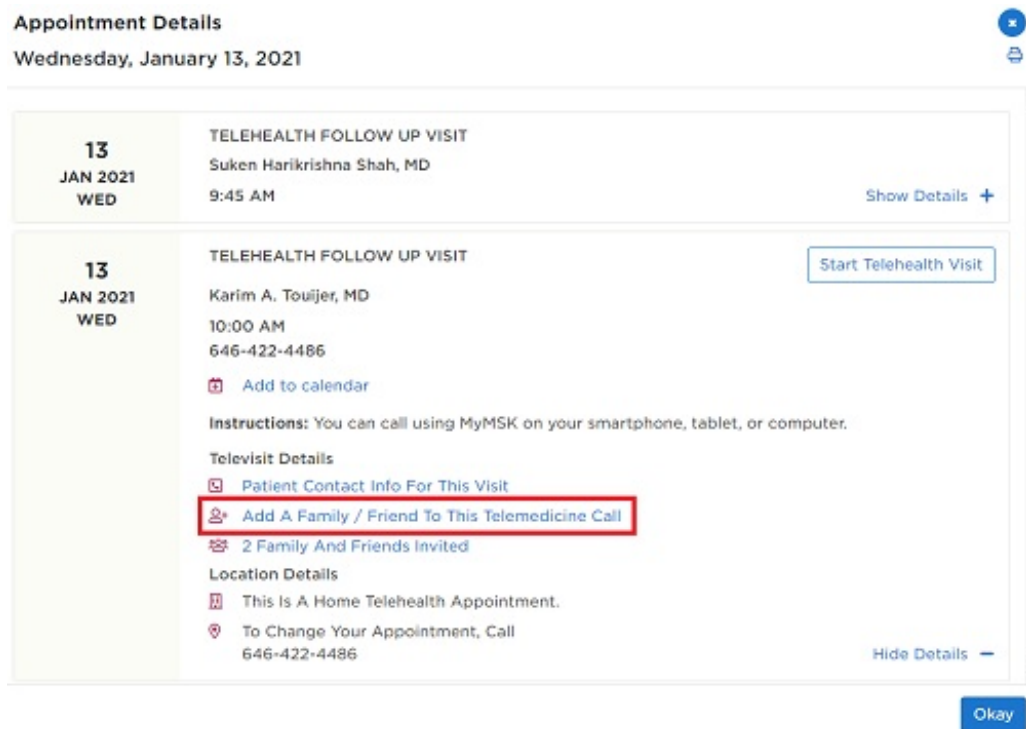 Appointment Details
Wednesday, January 13, 2021
13
JAN 2021
WED
TELEHEALTH FOLLOW UP VISIT
Suken Harikrishna Shah, MD
9:45 AM
Show Details +
13
JAN 2021
WED
TELEHEALTH FOLLOW UP VISIT
Start Telehealth Visit
Karim A. Touijer, MD
10:00 AM
646-422-4486
Add to calendar
Instructions: You can call using MyMSK on your smartphone, tablet, or computer.
Televisit Details
Patient Contact Info For This Visit
Add A Family / Friend To This Telemedicine Call
2 Family And Friends Invited
Location Details
This Is A Home Telehealth Appointment.
To Change Your Appointment, Call
646-422-4486
Hide Details −
Okay